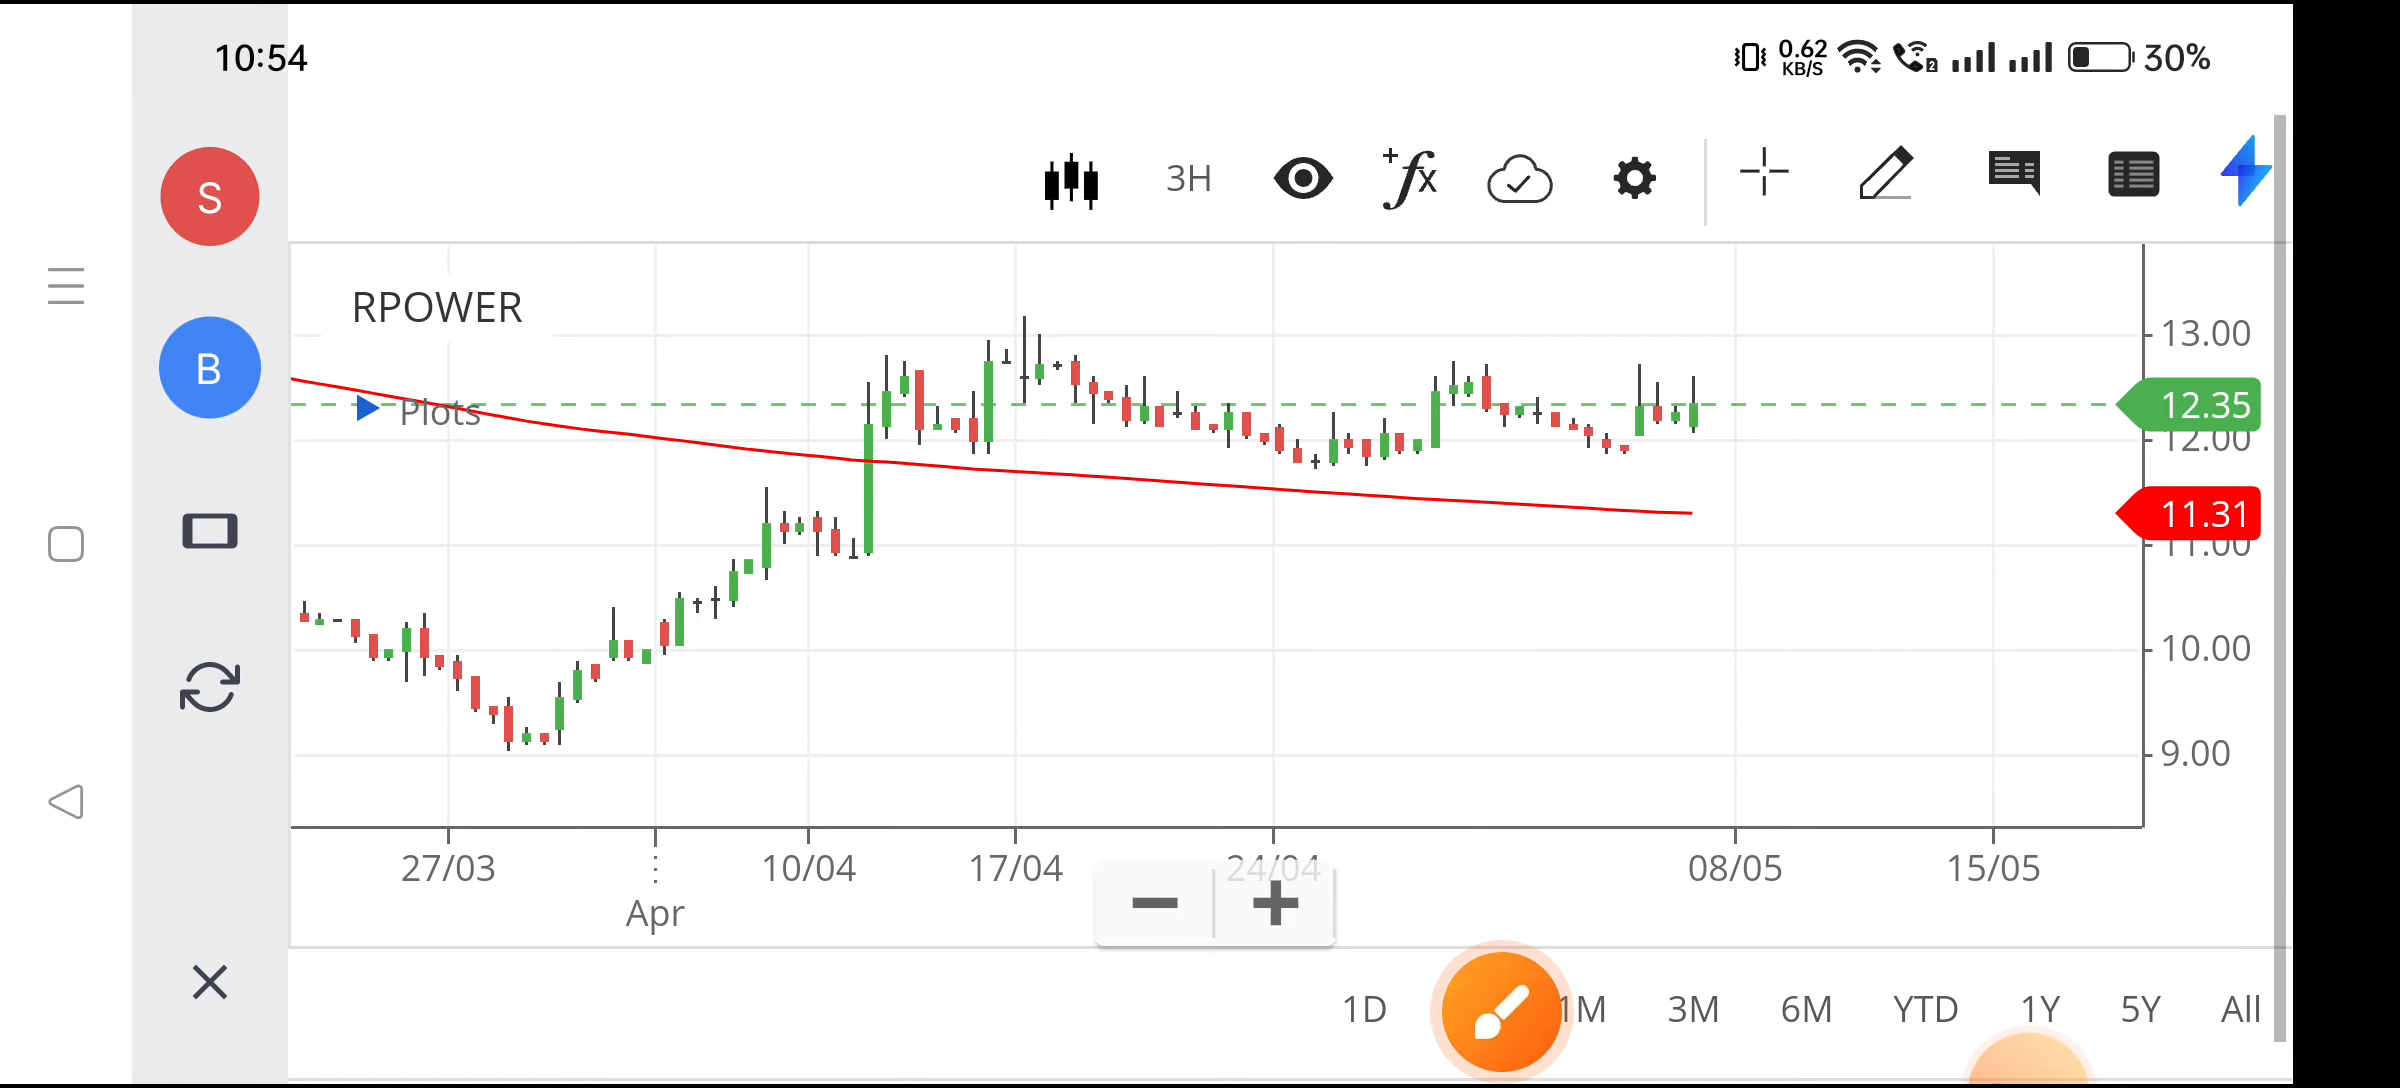 10:54
0.62
KB/S
2
30%
S
B
3H
+fx
RPOWER
Plots
13.00
12.35
12.00
11.31
11.00
10.00
9.00
27/03
10/04
17/04
24/04
08/05
15/05
Apr
1D
1M
3M
6M
YTD
1Y
5Y
All